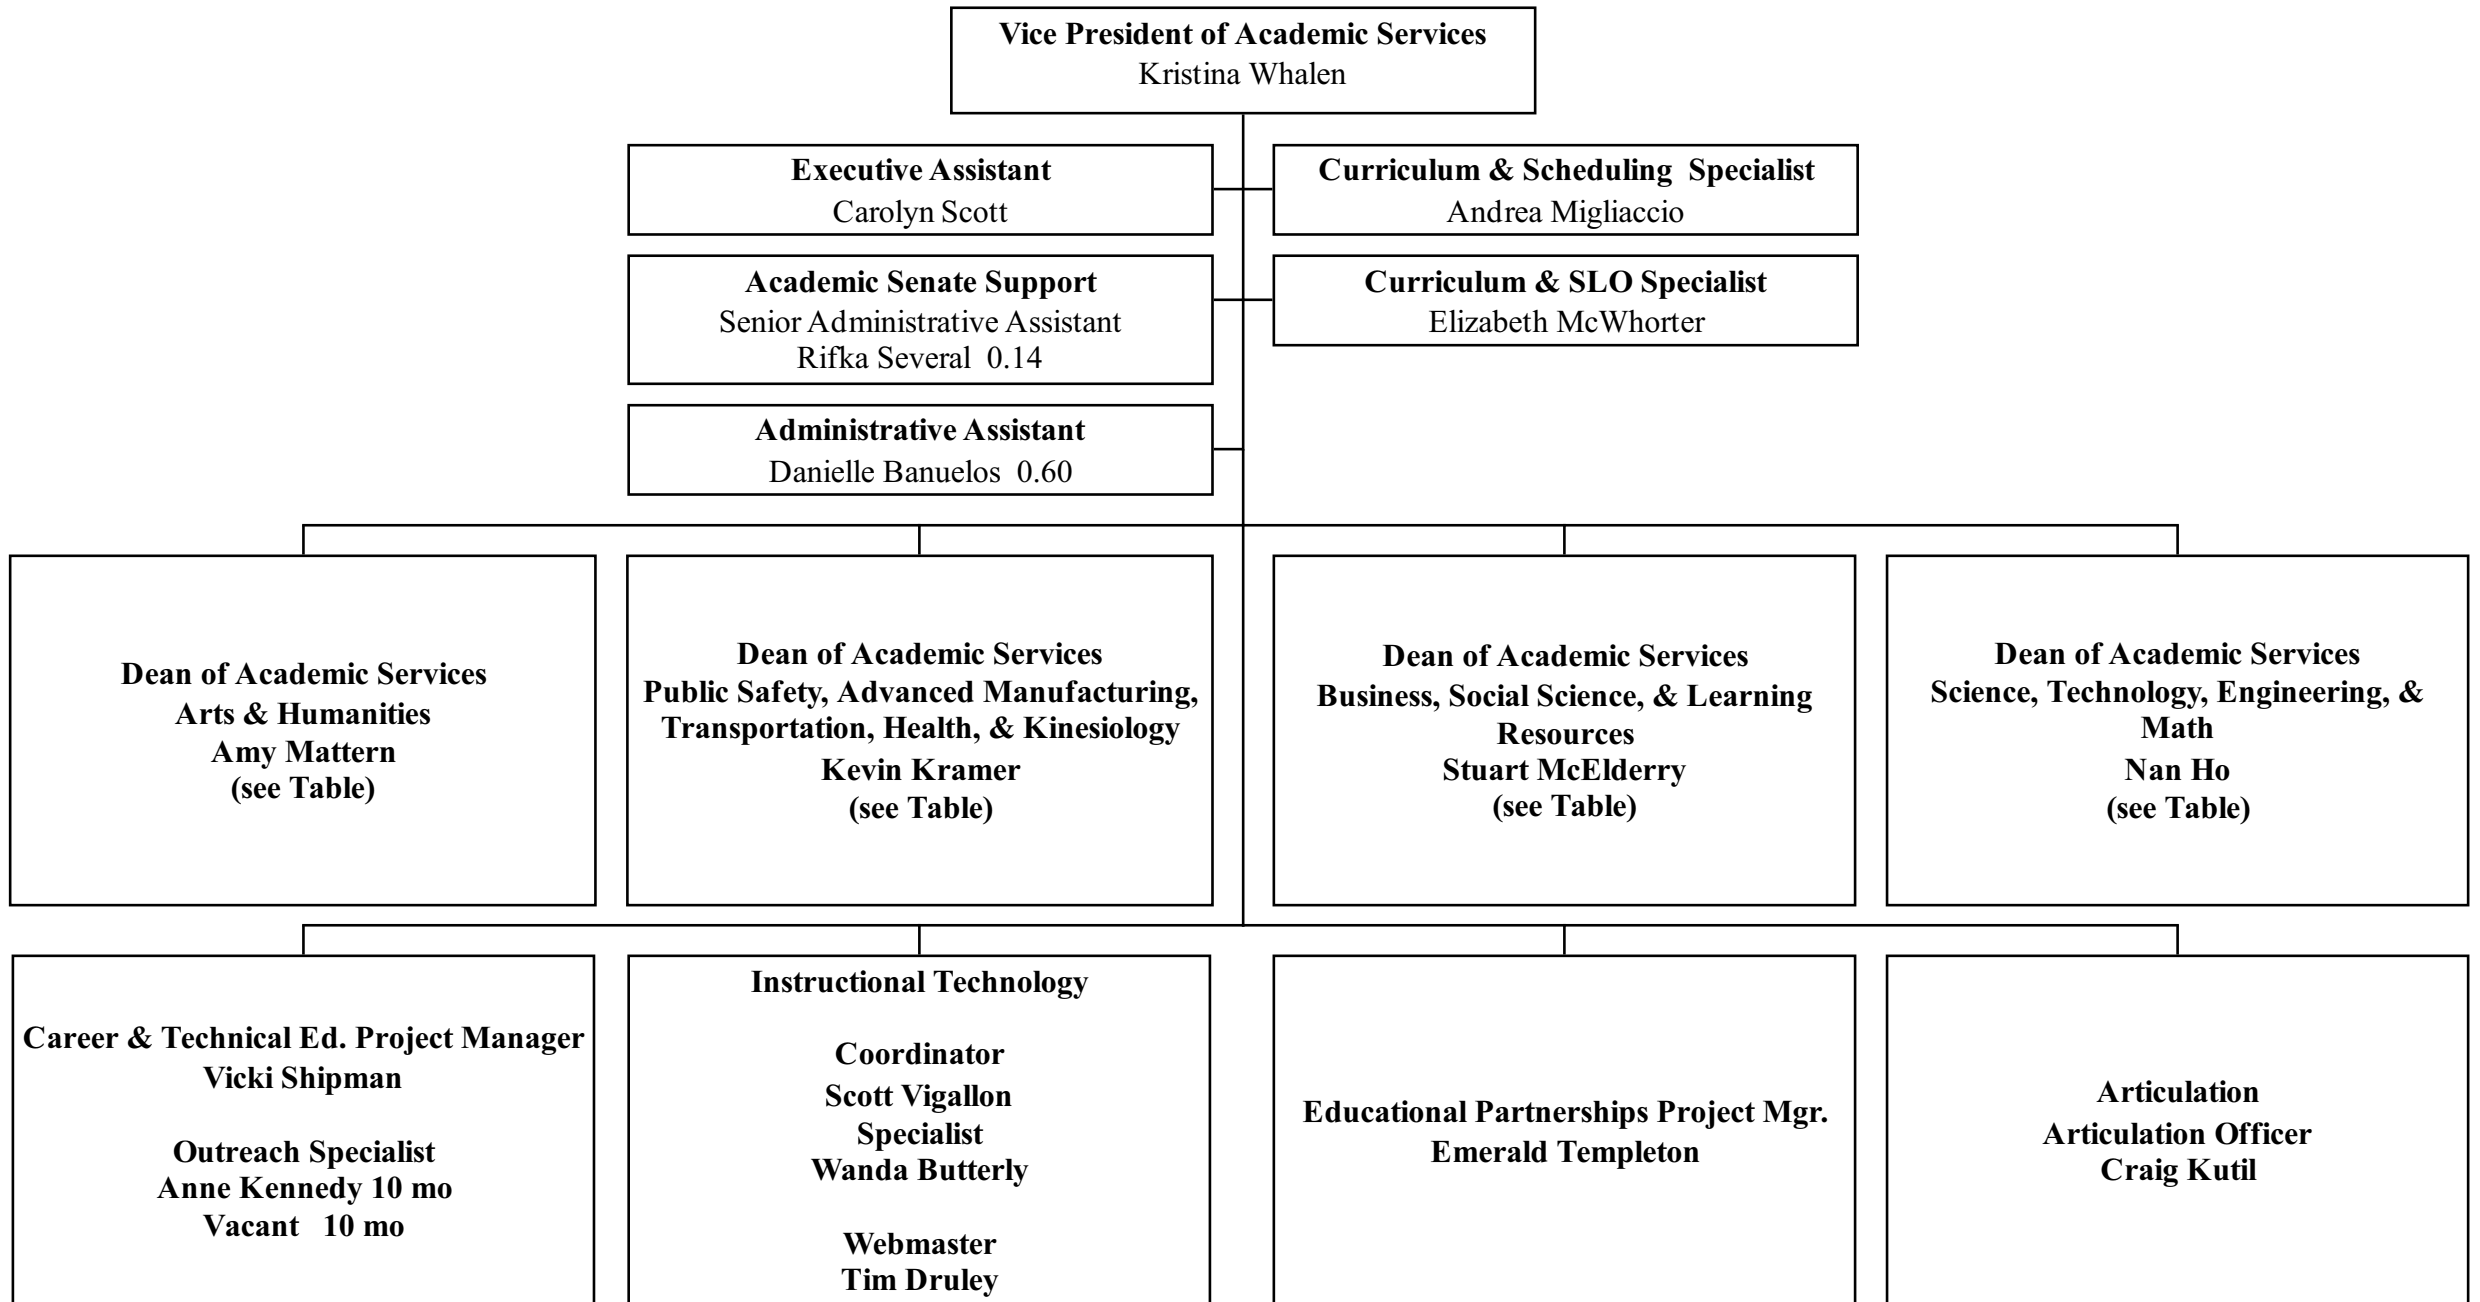 Vice President of Academic Services
Kristina Whalen
Executive Assistant
Carolyn Scott
Curriculum & Scheduling  Specialist
Andrea Migliaccio
Academic Senate Support
Senior Administrative Assistant
Rifka Several  0.14
Curriculum & SLO Specialist
Elizabeth McWhorter
Administrative Assistant
Danielle Banuelos  0.60
Dean of Academic Services
Arts & Humanities
Amy Mattern
(see Table)
Dean of Academic Services
Public Safety, Advanced Manufacturing,
Transportation, Health, & Kinesiology
Kevin Kramer
(see Table)
Dean of Academic Services
Business, Social Science, & Learning
Resources
Stuart McElderry
(see Table)
Dean of Academic Services
Science, Technology, Engineering, &
Math
Nan Ho
(see Table)
Career & Technical Ed. Project Manager
Vicki Shipman
Outreach Specialist
Anne Kennedy 10 mo
Vacant   10 mo
Instructional Technology
Coordinator
Scott Vigallon
Specialist
Wanda Butterly
Webmaster
Tim Druley
Educational Partnerships Project Mgr.
Emerald Templeton
Articulation
Articulation Officer
Craig Kutil